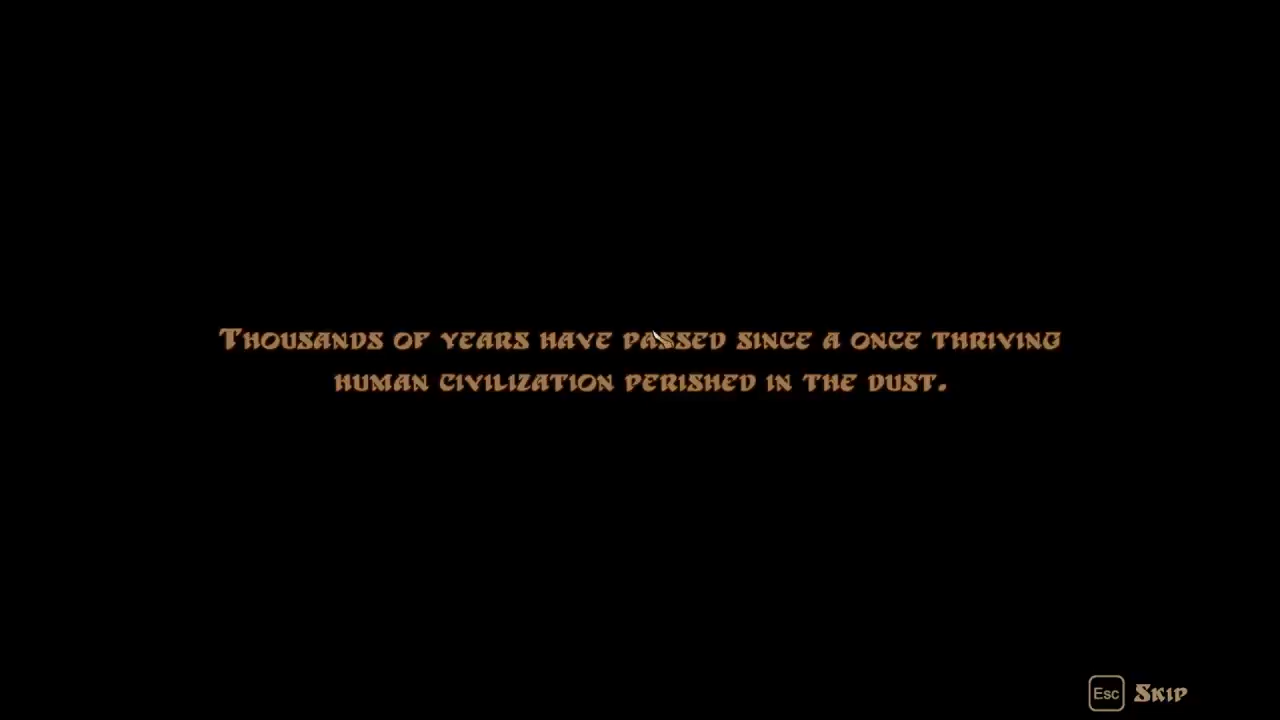 Thousands of years have passed since a once thriving
human civilization perished in the dust.
Esc Skip